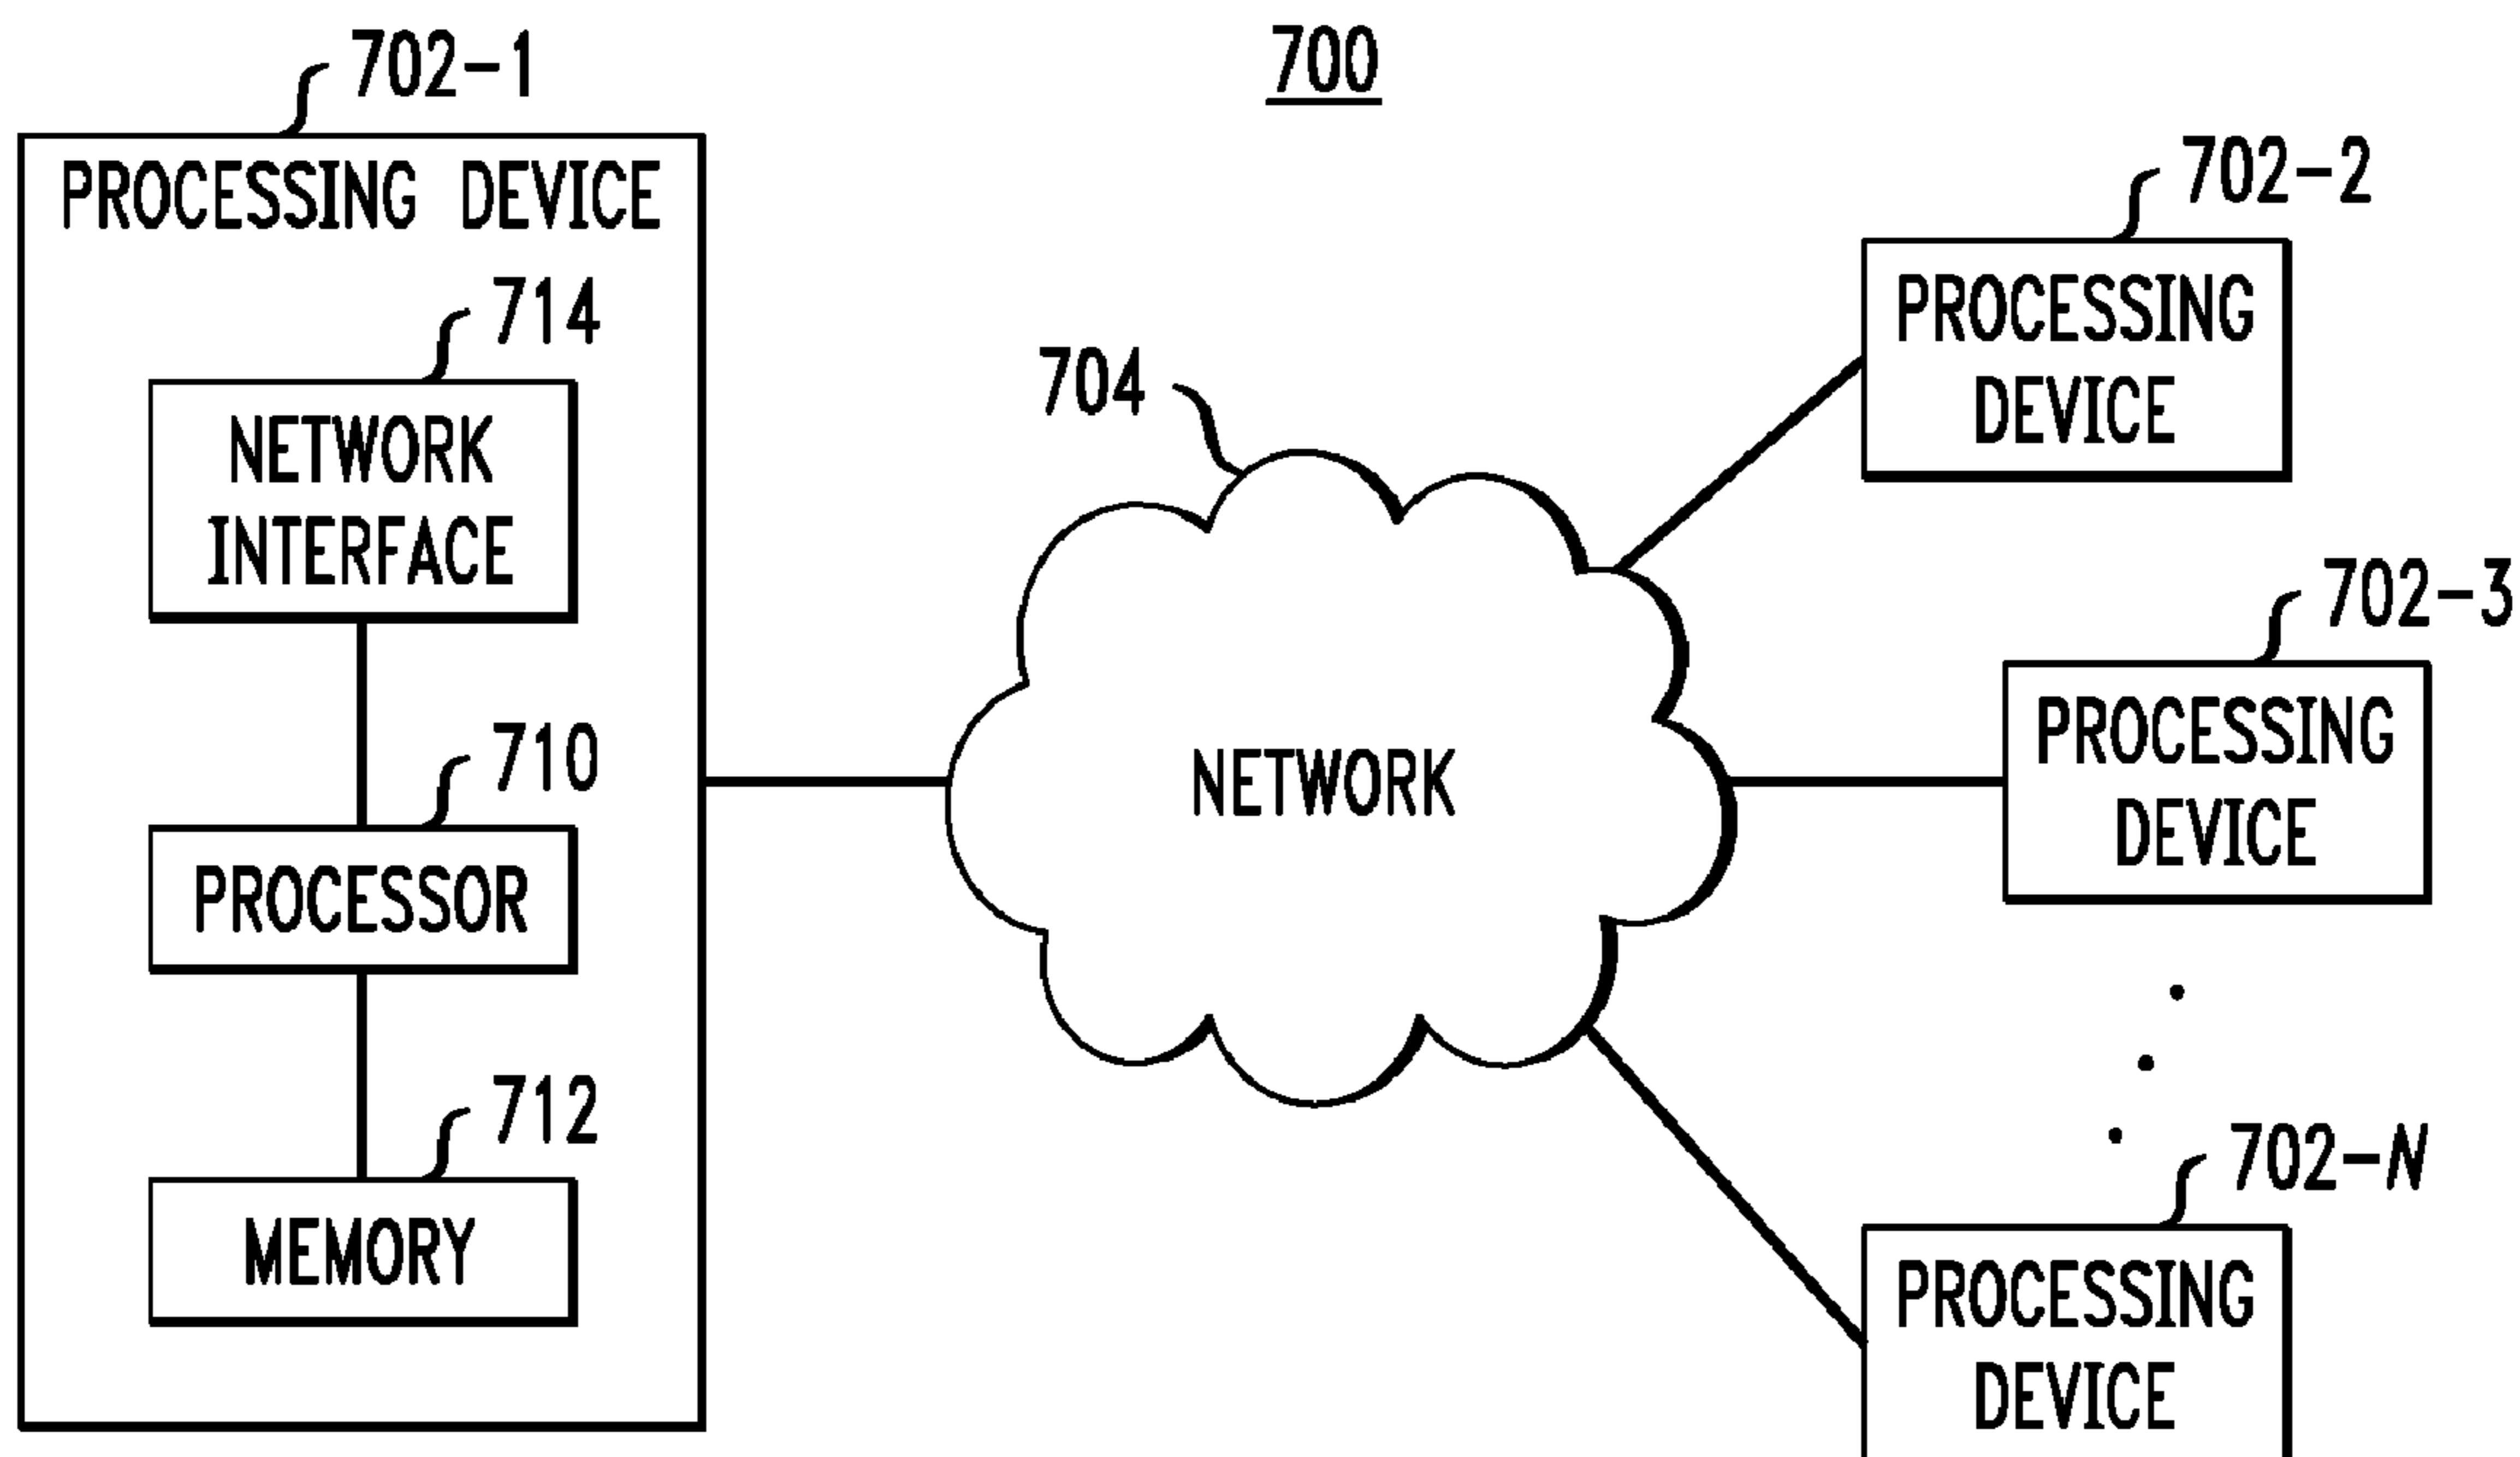 700
702-1
PROCESSING DEVICE
714
NETWORK
INTERFACE
710
PROCESSOR
712
MEMORY
704
NETWORK
702-2
PROCESSING
DEVICE
702-3
PROCESSING
DEVICE
702-N
PROCESSING
DEVICE